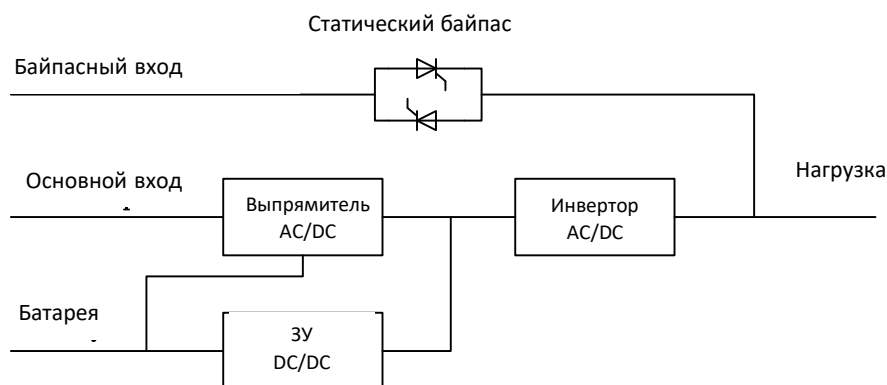 Статический байпас
Байпасный вход
Основной вход
Нагрузка
Выпрямитель
AC/DC
Инвертор
AC/DC
Батарея
ЗУ
DC/DC